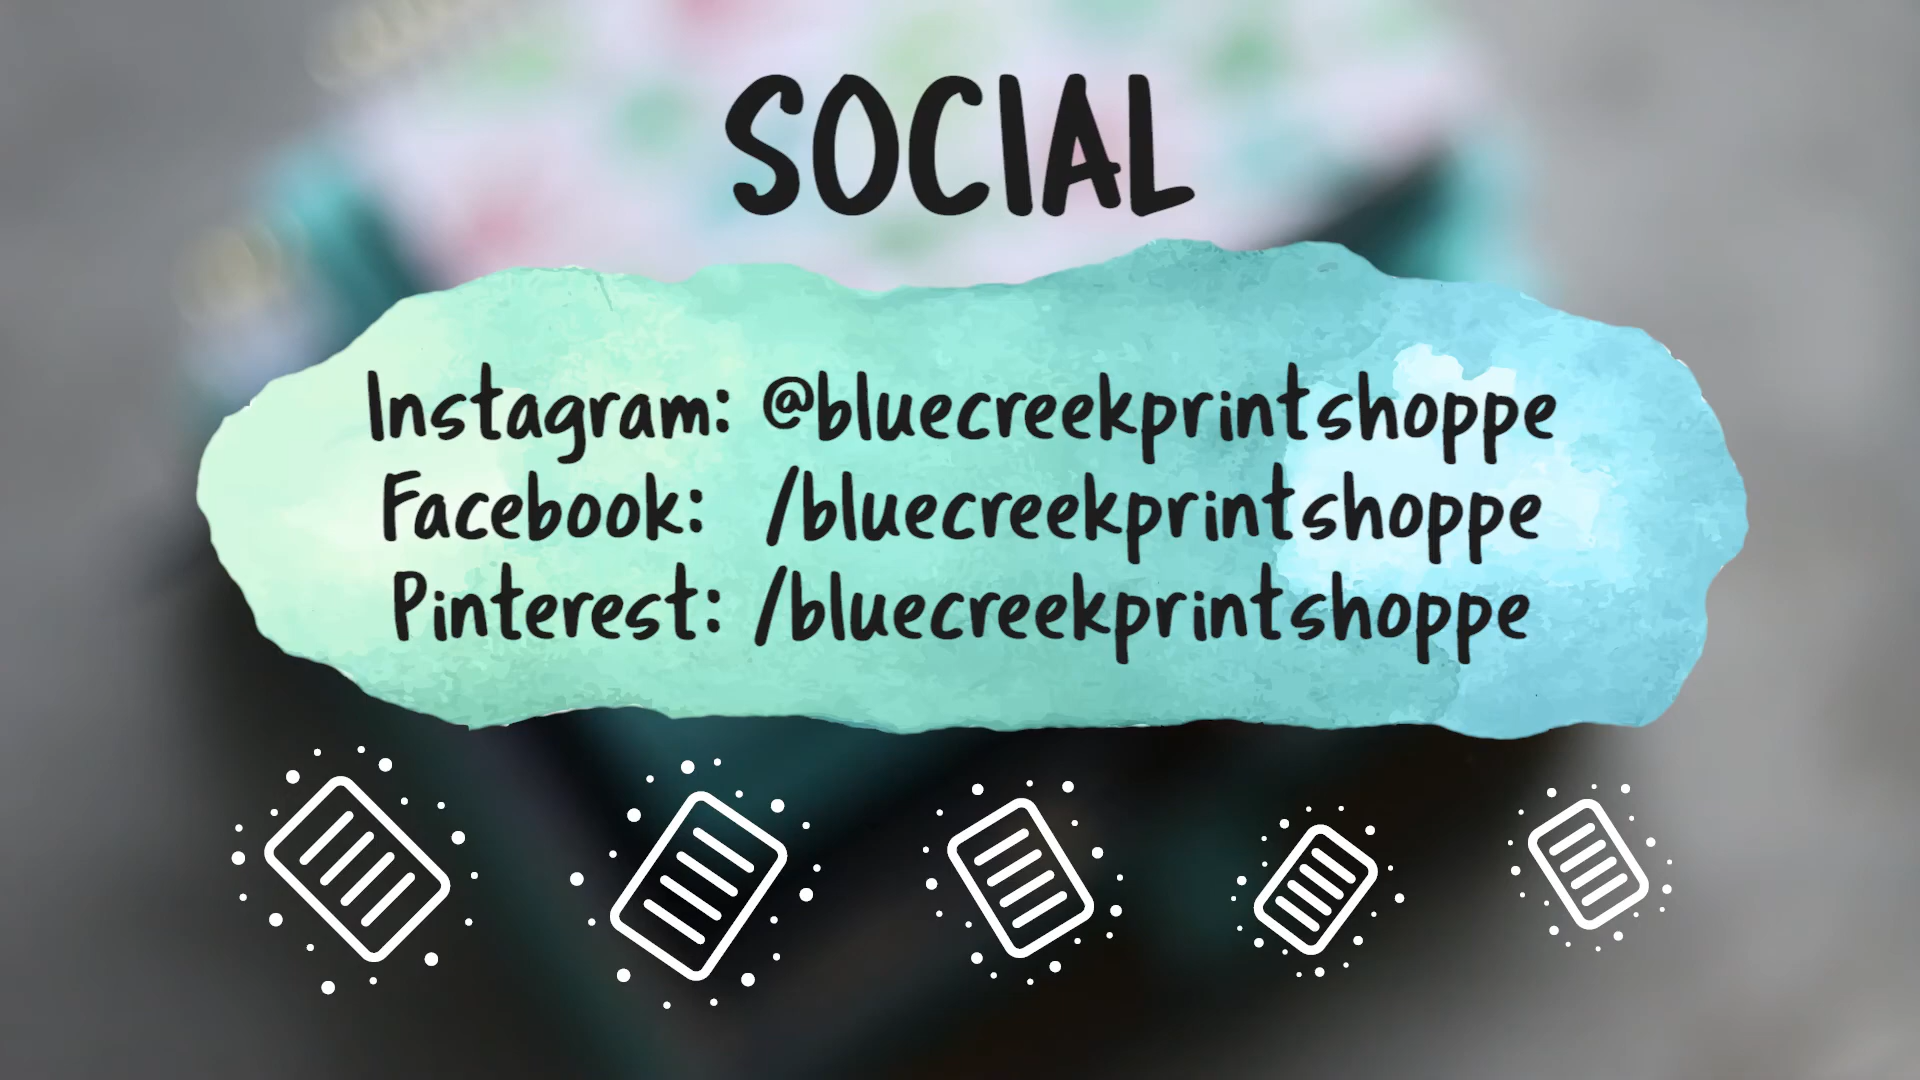 SOCIAL
Instagram: @bluecreekprintshoppe
Facebook: /bluecreekprintshoppe
Pinterest: /bluecreekprintshoppe